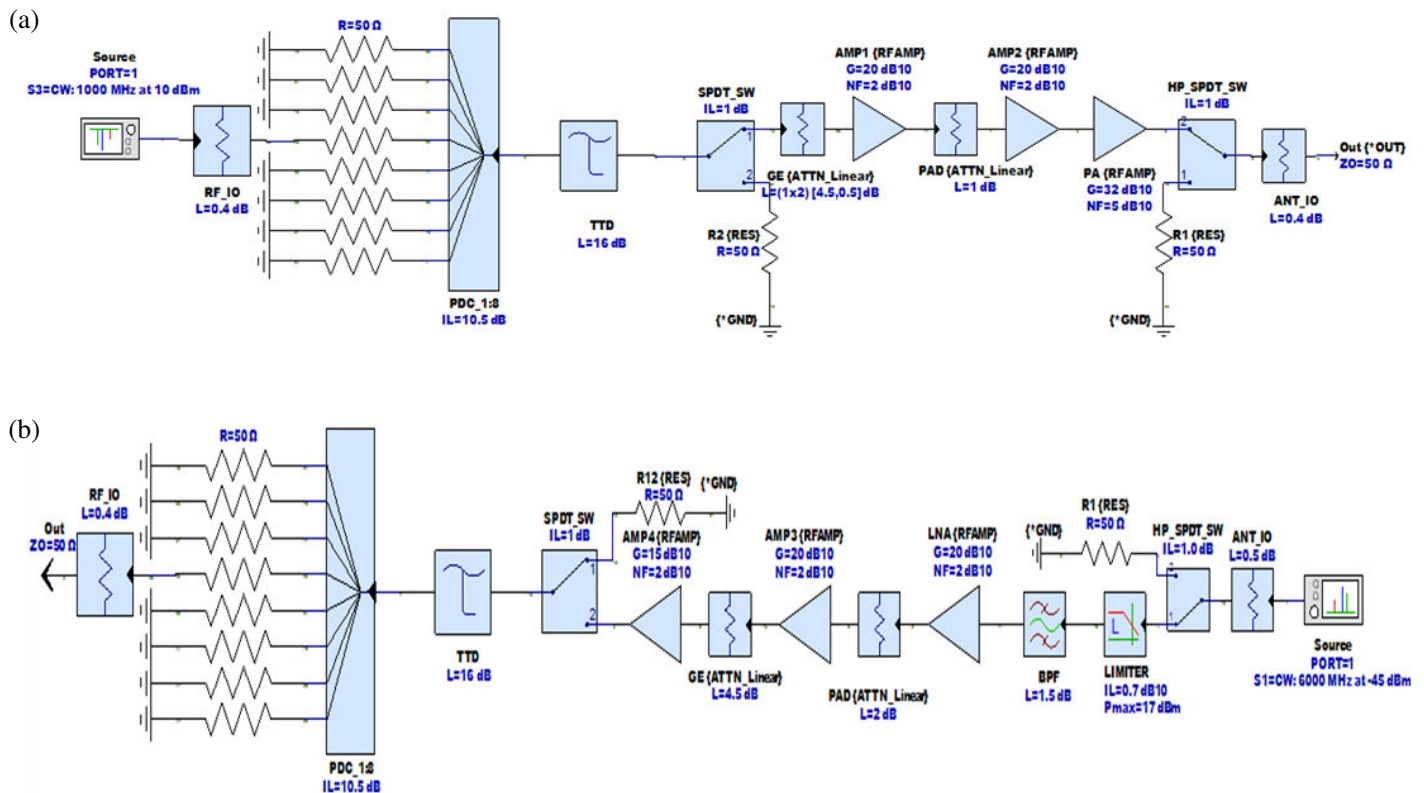 (a)
R=50 Ω
Source
PORT=1
S3=CW: 1000 MHz at 10 dBm
RF_IO
L=0.4 dB
PDC_1:8
IL=10.5 dB
TTD
L=16 dB
SPDT_SW
IL=1 dB
1
2
R2 {RES}
R=50 Ω
{*GND}
GE {ATTN_Linear}
L=(1x2) [4.5,0.5] dB
AMP1 {RFAMP}
G=20 dB10
NF=2 dB10
PAD {ATTN_Linear}
L=1 dB
AMP2 {RFAMP}
G=20 dB10
NF=2 dB10
PA {RFAMP}
G=32 dB10
NF=5 dB10
HP_SPDT_SW
IL=1 dB
2
1
R1 {RES}
R=50 Ω
{*GND}
ANT_IO
L=0.4 dB
Out {*OUT}
ZO=50 Ω
(b)
R=50 Ω
Out
ZO=50 Ω
RF_IO
L=0.4 dB
PDC_1:8
IL=10.5 dB
TTD
L=16 dB
SPDT_SW
IL=1 dB
1
2
R12 {RES}
R=50 Ω
{*GND}
AMP4 {RFAMP}
G=15 dB10
NF=2 dB10
GE {ATTN_Linear}
L=4.5 dB
AMP3 {RFAMP}
G=20 dB10
NF=2 dB10
PAD {ATTN_Linear}
L=2 dB
LNA {RFAMP}
G=20 dB10
NF=2 dB10
BPF
L=1.5 dB
L
LIMITER
IL=0.7 dB10
Pmax=17 dBm
{*GND}
R1 {RES}
R=50 Ω
HP_SPDT_SW
IL=1.0 dB
2
1
ANT_IO
L=0.5 dB
Source
PORT=1
S1=CW: 6000 MHz at -45 dBm